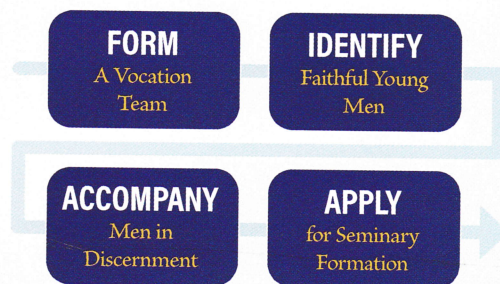 FORM
A Vocation
Team
IDENTIFY
Faithful Young
Men
ACCOMPANY
Men in
Discernment
APPLY
for Seminary
Formation